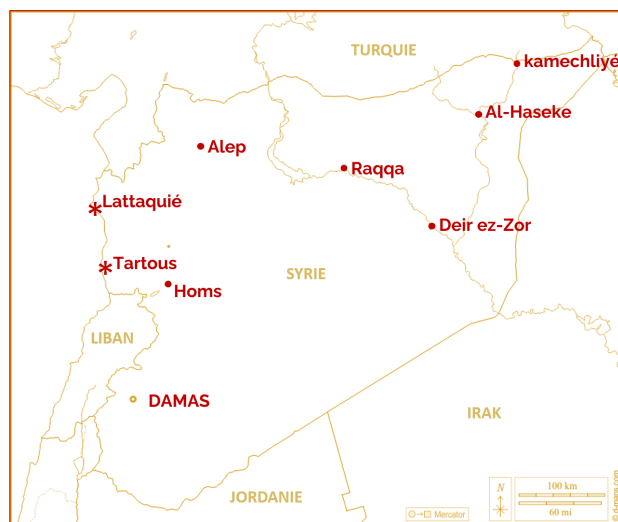 TURQUIE
kamechliyé
Al-Haseke
Alep
Raqqa
Lattaquié
Deir ez-Zor
Tartous
SYRIE
Homs
LIBAN
DAMAS
IRAK
JORDANIE
N
100 km
60 mi
Mercator
© d-maps.com